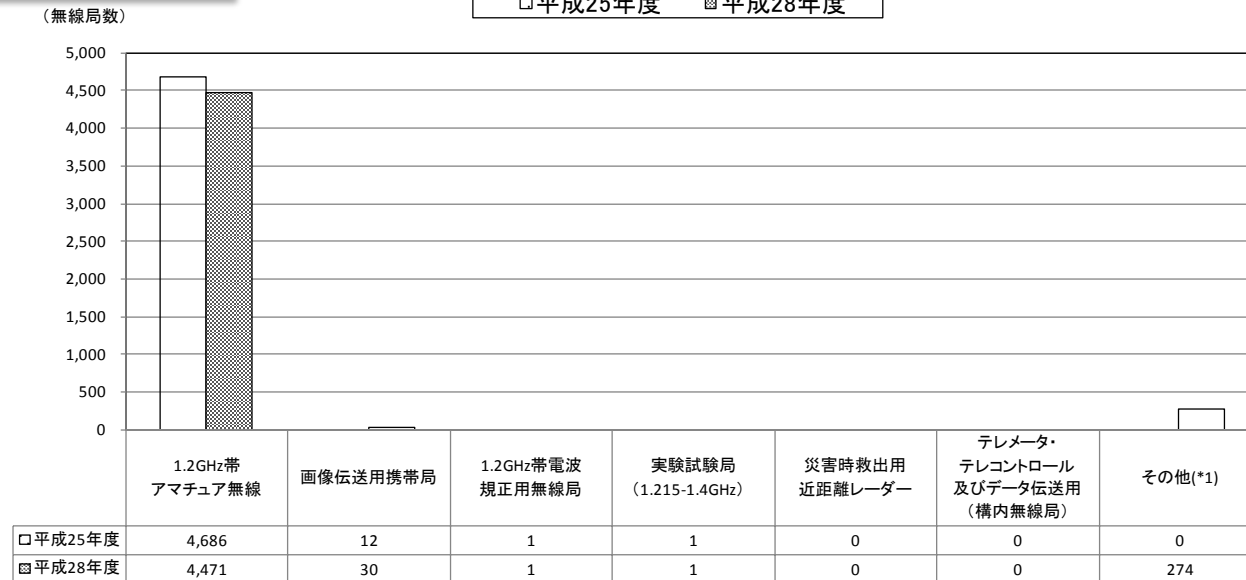 （無線局数）
□平成25年度 ▩平成28年度
5,000
4,500
4,000
3,500
3,000
2,500
2,000
1,500
1,000
500
0
1.2GHz帯
アマチュア無線
画像伝送用携帯局
1.2GHz帯電波
規正用無線局
実験試験局
（1.215-1.4GHz）
災害時救出用
近距離レーダー
テレメータ・
テレコントロール
及びデータ伝送用
（構内無線局）
その他(*1)
□平成25年度 4,686 12 1 1 0 0 0
▩平成28年度 4,471 30 1 1 0 0 274